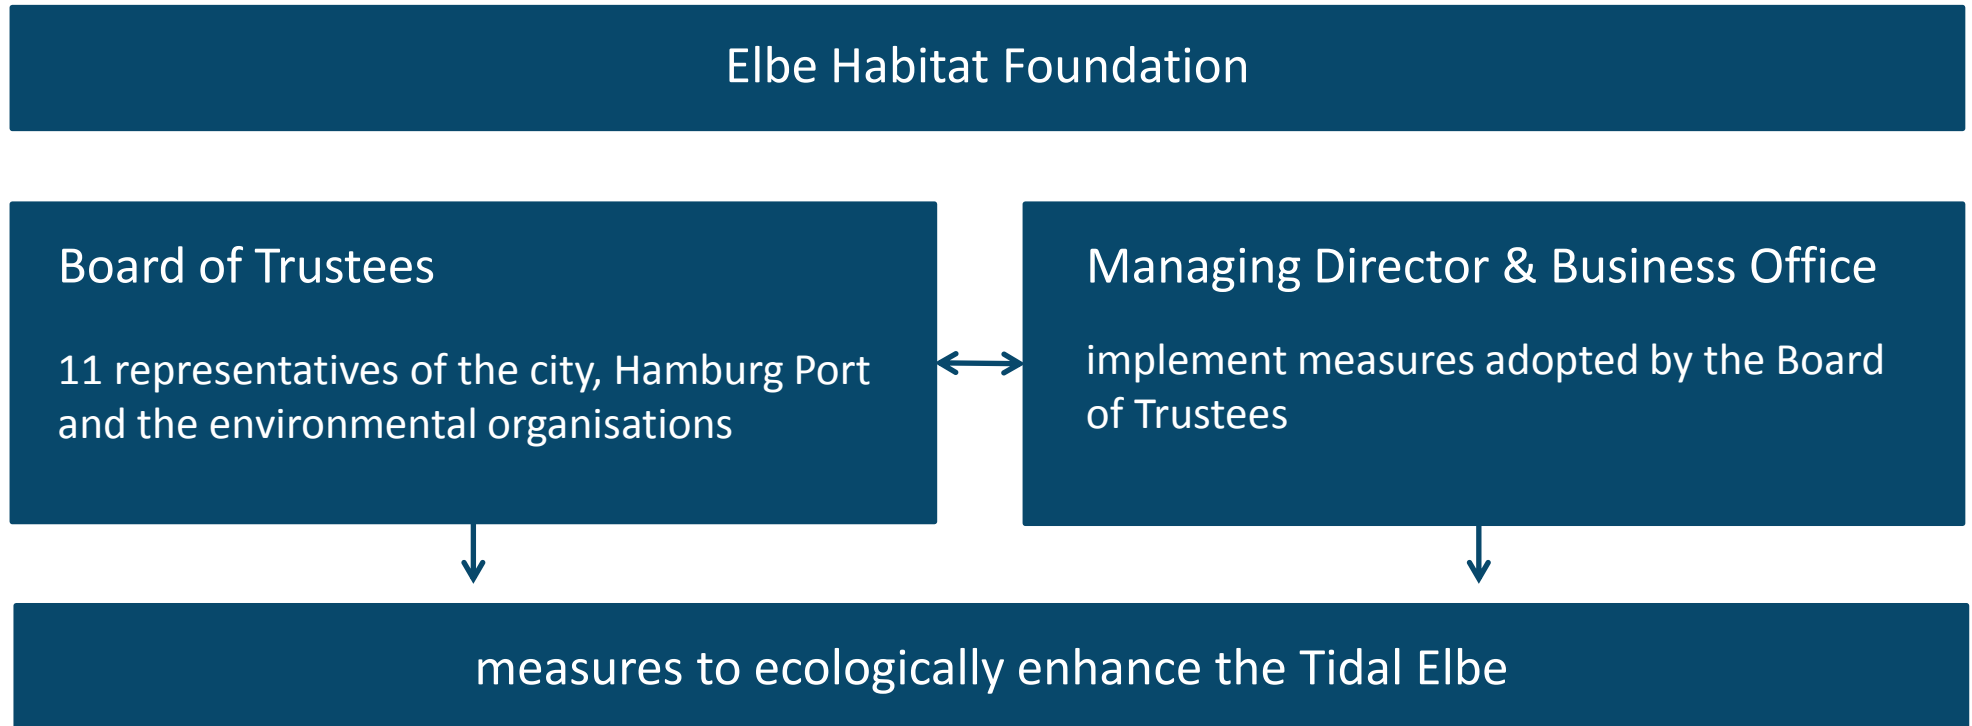 Elbe Habitat Foundation
Board of Trustees
11 representatives of the city, Hamburg Port
and the environmental organisations
Managing Director & Business Office
implement measures adopted by the Board
of Trustees
measures to ecologically enhance the Tidal Elbe